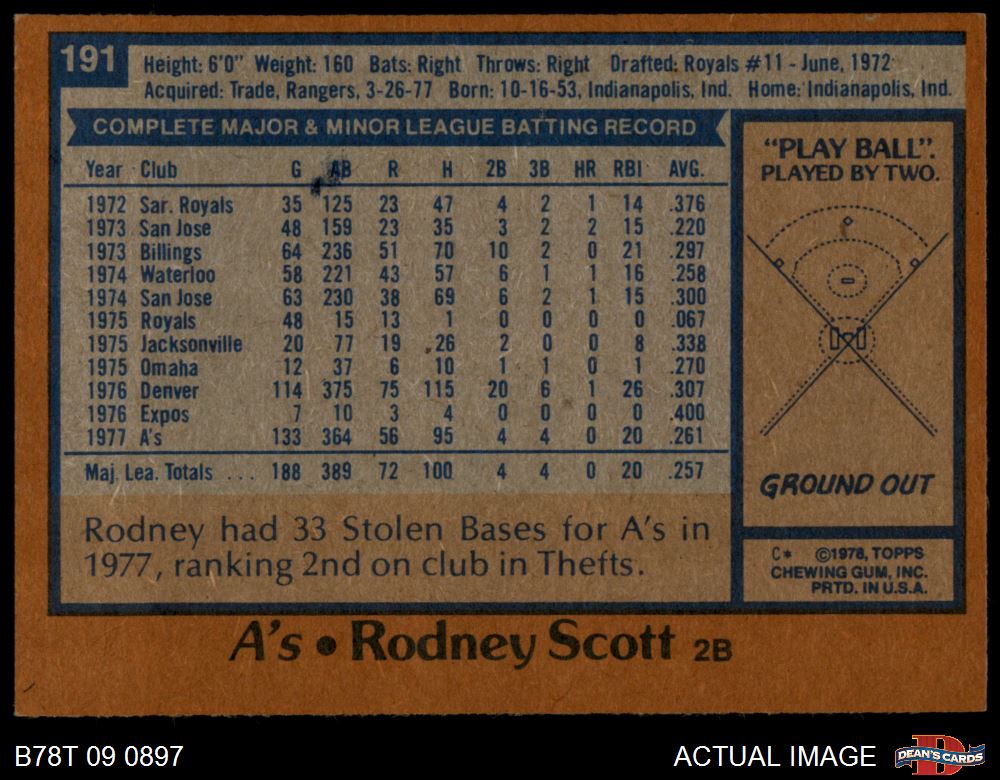 191
Height: 6'0" Weight: 160 Bats: Right Throws: Right Drafted: Royals #11 - June, 1972
Acquired: Trade, Rangers, 3-26-77 Born: 10-16-53, Indianapolis, Ind. Home: Indianapolis, Ind.
COMPLETE MAJOR & MINOR LEAGUE BATTING RECORD
Year Club G AB R H 2B 3B HR RBI AVG.
1972 Sar. Royals 35 125 23 47 4 2 1 14 .376
1973 San Jose 48 159 23 35 3 2 2 15 .220
1973 Billings 64 236 51 70 10 2 0 21 .297
1974 Waterloo 58 221 43 57 6 1 1 16 .258
1974 San Jose 63 230 38 69 6 2 1 15 .300
1975 Royals 48 15 13 1 0 0 0 0 .067
1975 Jacksonville 20 77 19 26 2 0 0 8 .338
1975 Omaha 12 37 6 10 1 1 0 1 .270
1976 Denver 114 375 75 115 20 6 1 26 .307
1976 Expos 7 10 3 4 0 0 0 0 .400
1977 A's 133 364 56 95 4 4 0 20 .261
Maj. Lea. Totals ... 188 389 72 100 4 4 0 20 .257
Rodney had 33 Stolen Bases for A's in
1977, ranking 2nd on club in Thefts.
"PLAY BALL".
PLAYED BY TWO.
GROUND OUT
C* ©1978, TOPPS
CHEWING GUM, INC.
PRTD. IN U.S.A.
A's • Rodney Scott 2B
B78T 09 0897
ACTUAL IMAGE
DEAN'S CARDS